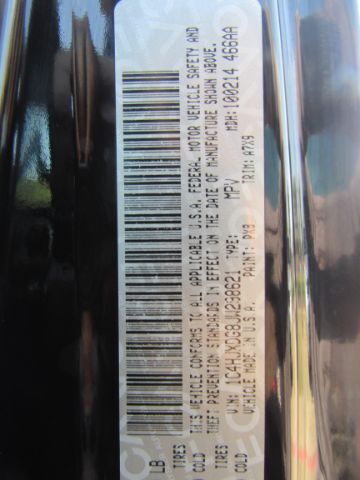 LB
TIRES
COLD
TIRES
COLD
THIS VEHICLE CONFORMS TO ALL APPLICABLE U.S.A. FEDERAL MOTOR VEHICLE SAFETY AND
THEFT PREVENTION STANDARDS IN EFFECT ON THE DATE OF MANUFACTURE SHOWN ABOVE.
VIN: TYPE: MPV MDH: 100214 466AA
VEHICLE MADE IN U.S.A. PAINT: PX8 TRIM: A7X9